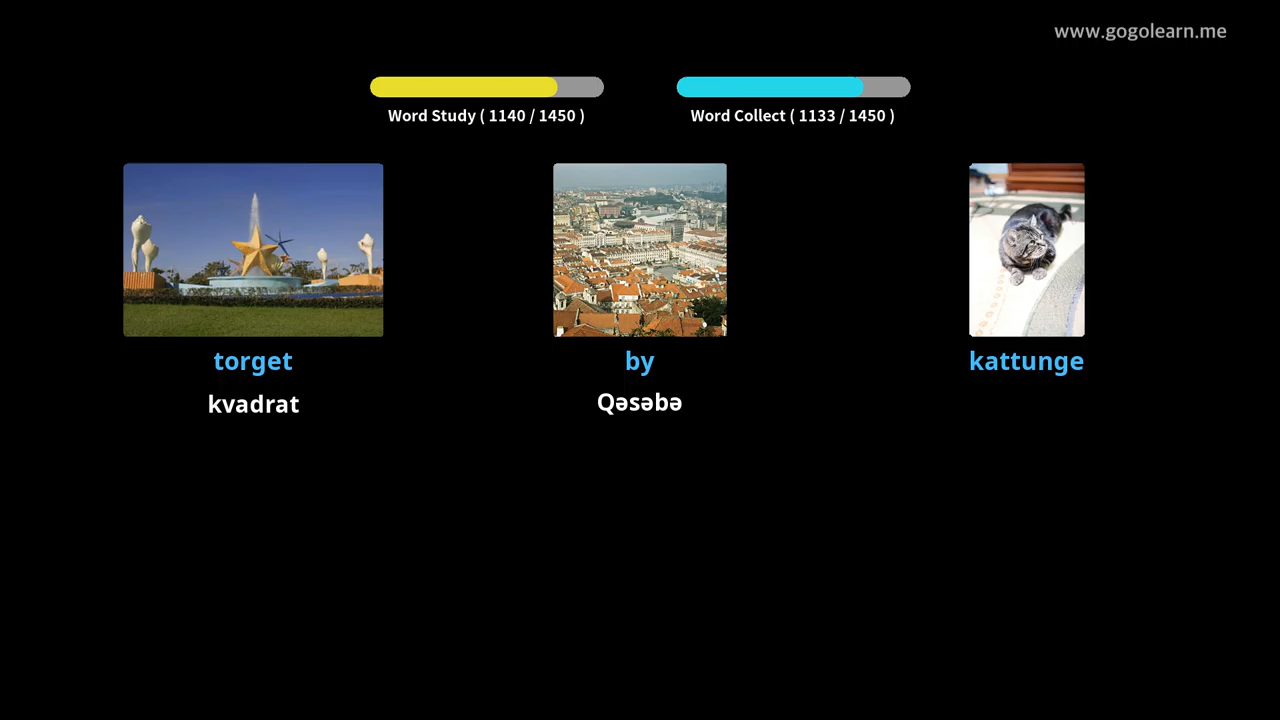 www.gogolearn.me
Word Study ( 1140 / 1450 )
Word Collect ( 1133 / 1450 )
torget
by
kattunge
kvadrat
Qəsəbə